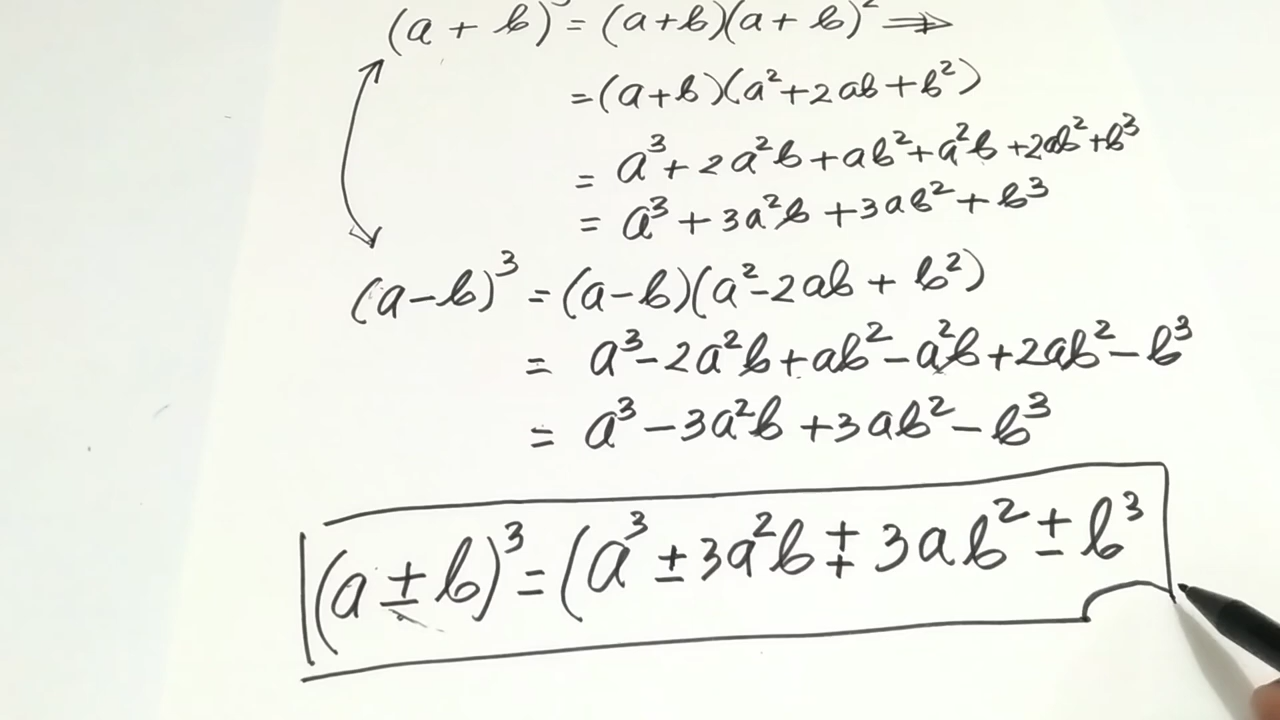 (a + b)³ = (a+b)(a+ b)² ⇒
= (a+b)(a²+2ab+b²)
= a³+2a²b+ab²+a²b+2ab²+b³
= a³+3a²b+3ab²+b³
(a-b)³ = (a-b)(a²-2ab+b²)
= a³-2a²b+ab²-a²b+2ab²-b³
= a³-3a²b+3ab²-b³
(a±b)³ = (a³ ± 3a²b ‡ 3ab² ± b³